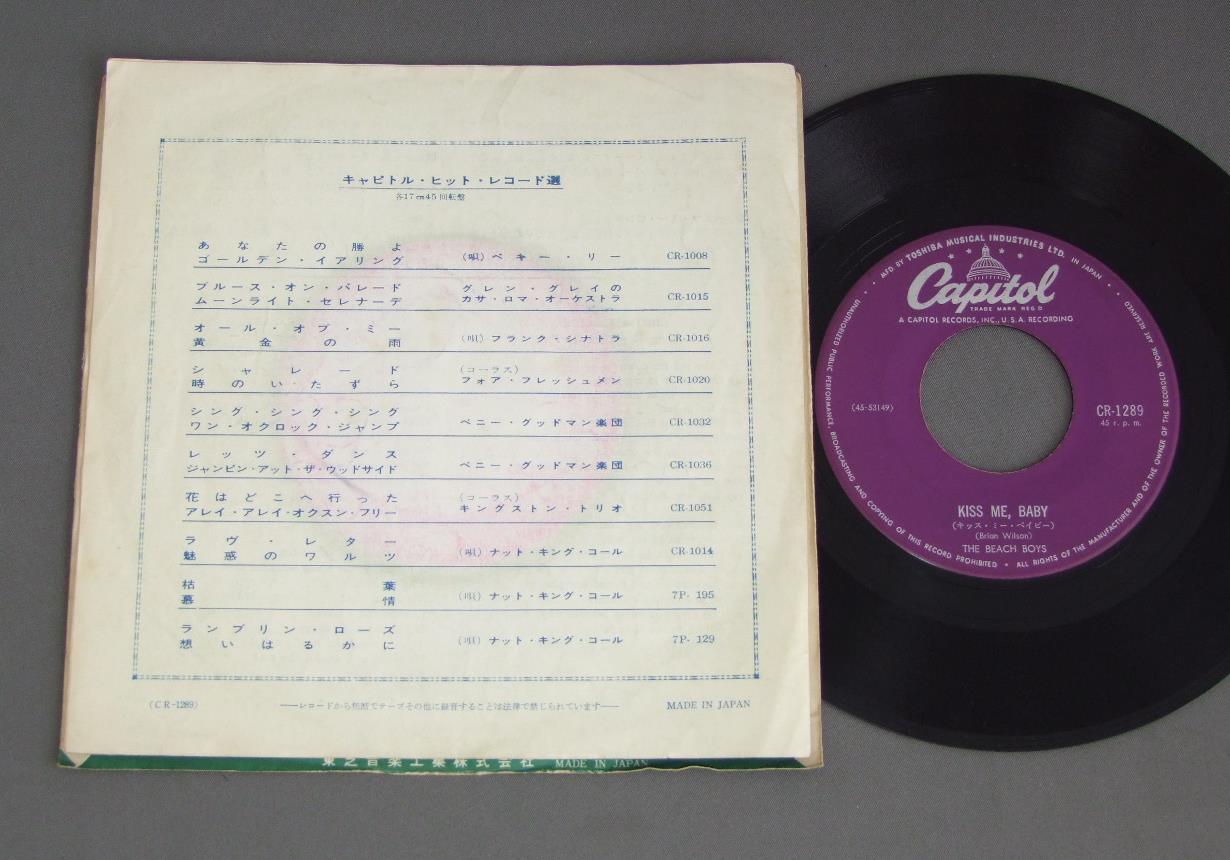 キャピトル・ヒット・レコード選
各17㎝45回転盤
あなたの勝よ
ゴールデン・イアリング (唄) ペキー・リー CR-1008
ブルース・オン・パレード グレン・グレイの
ムーンライト・セレナーデ カサ・ロマ・オーケストラ CR-1015
オール・オブ・ミー
黄金の雨 (唄) フランク・シナトラ CR-1016
シャレード (コーラス)
時のいたずら フォア・フレッシュメン CR-1020
シング・シング・シング
ワン・オクロック・ジャンプ ベニー・グッドマン楽団 CR-1032
レッツ・ダンス
ジャンピン・アット・ザ・ウッドサイド ベニー・グッドマン楽団 CR-1036
花はどこへ行った (コーラス)
アレイ・アレイ・オクスン・フリー キングストン・トリオ CR-1051
ラヴ・レター
魅惑のワルツ (唄) ナット・キング・コール CR-1014
枯葉
慕情 (唄) ナット・キング・コール 7P- 195
ランブリン・ローズ
想いはるかに (唄) ナット・キング・コール 7P- 129
(CR-1289) ――レコードから無断でテープその他に録音することは法律で禁じられています―― MADE IN JAPAN
東芝音楽工業株式会社 MADE IN JAPAN
MFD BY TOSHIBA MUSICAL INDUSTRIES LTD. IN JAPAN
Capitol
TRADE MARK REG'D
A CAPITOL RECORDS, INC., U.S.A. RECORDING
(45-53149)
CR-1289
45 r. p. m.
KISS ME, BABY
(キッス・ミー・ベイビー)
(Brian Wilson)
THE BEACH BOYS
UNAUTHORIZED PUBLIC PERFORMANCE, BROADCASTING AND COPYING OF THIS RECORD PROHIBITED • ALL RIGHTS OF THE MANUFACTURER AND OF THE OWNER OF THE RECORDED WORK ARE RESERVED